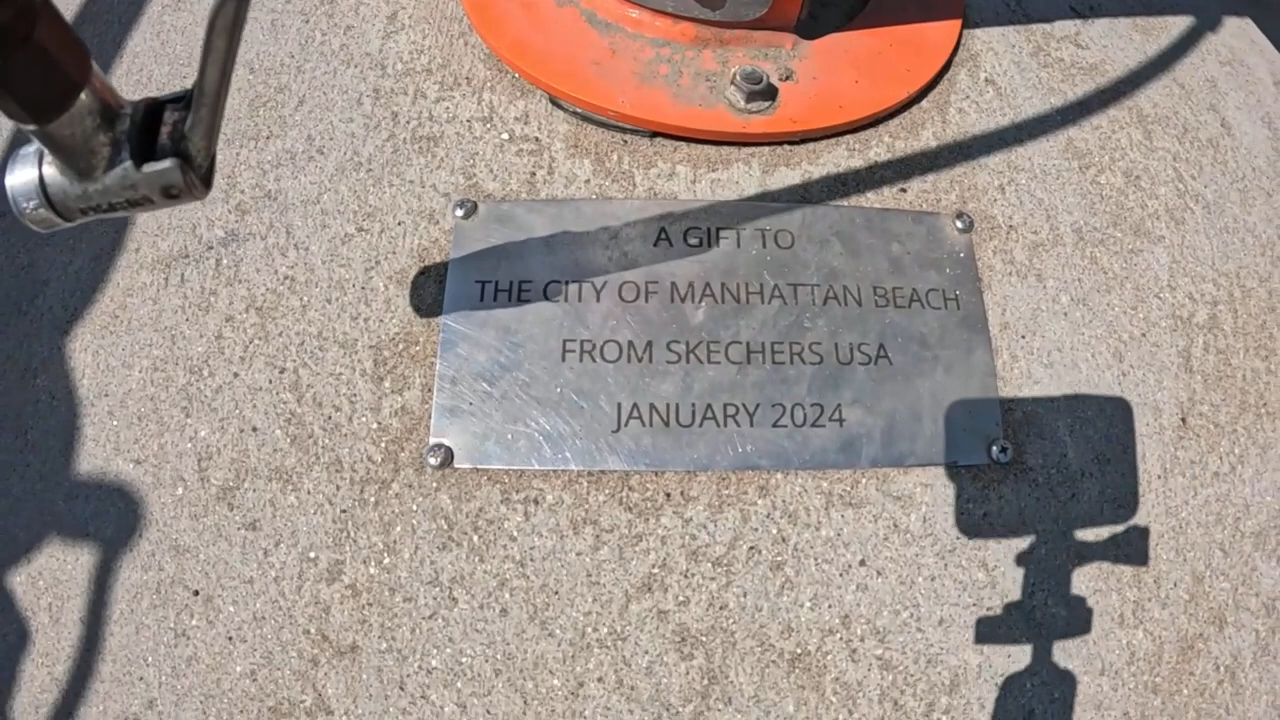 A GIFT TO
THE CITY OF MANHATTAN BEACH
FROM SKECHERS USA
JANUARY 2024